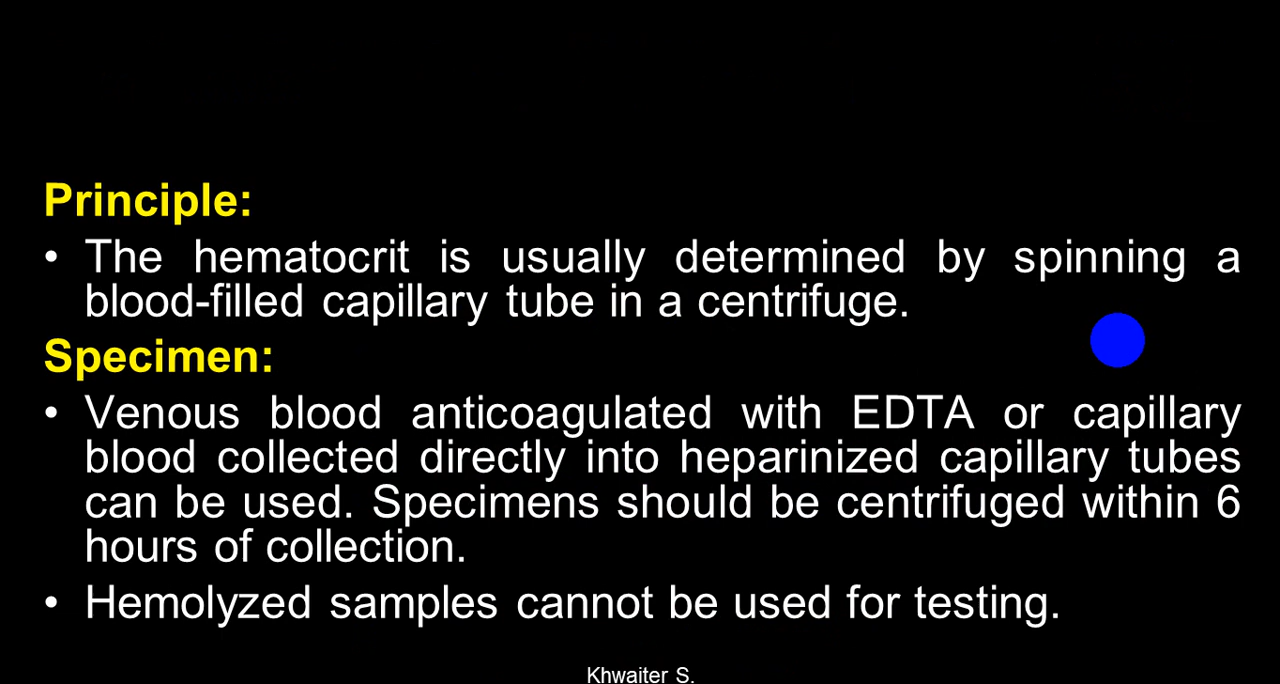 Principle:
• The hematocrit is usually determined by spinning a
blood-filled capillary tube in a centrifuge.
Specimen:
• Venous blood anticoagulated with EDTA or capillary
blood collected directly into heparinized capillary tubes
can be used. Specimens should be centrifuged within 6
hours of collection.
• Hemolyzed samples cannot be used for testing.
Khwaiter S.